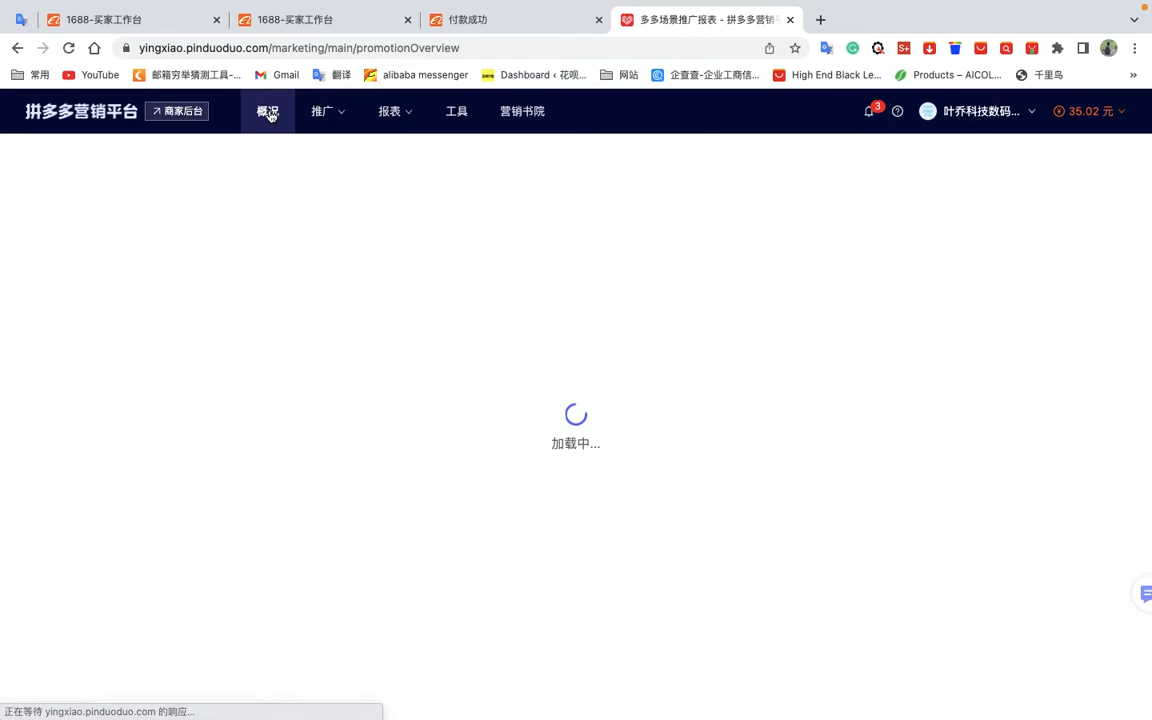 1688-买家工作台
1688-买家工作台
付款成功
多多场景推广报表 - 拼多多营销
yingxiao.pinduoduo.com/marketing/main/promotionOverview
常用 YouTube 邮箱穷举猜测工具-... Gmail 翻译 alibaba messenger Dashboard ‹ 花呗... 网站 企查查-企业工商信... High End Black Le... Products – AICOL... 千里鸟 »
拼多多营销平台 商家后台 概况 推广 报表 工具 营销书院 3 叶乔科技数码... 35.02 元
加载中...
正在等待 yingxiao.pinduoduo.com 的响应...